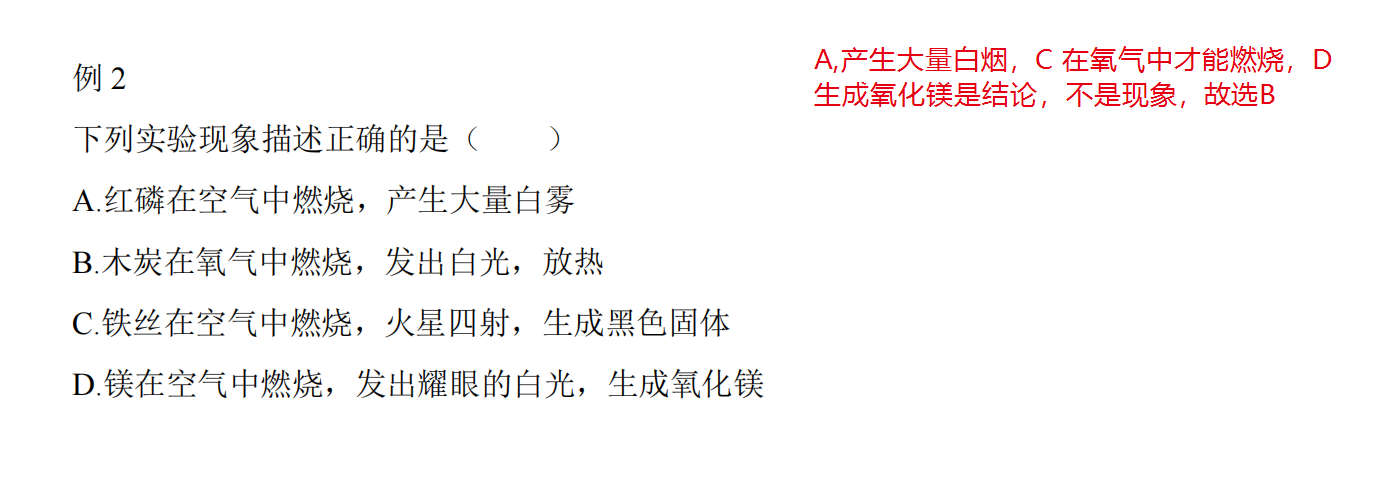 例 2
下列实验现象描述正确的是（　　）
A.红磷在空气中燃烧，产生大量白雾
B.木炭在氧气中燃烧，发出白光，放热
C.铁丝在空气中燃烧，火星四射，生成黑色固体
D.镁在空气中燃烧，发出耀眼的白光，生成氧化镁
A,产生大量白烟，C 在氧气中才能燃烧，D
生成氧化镁是结论，不是现象，故选B